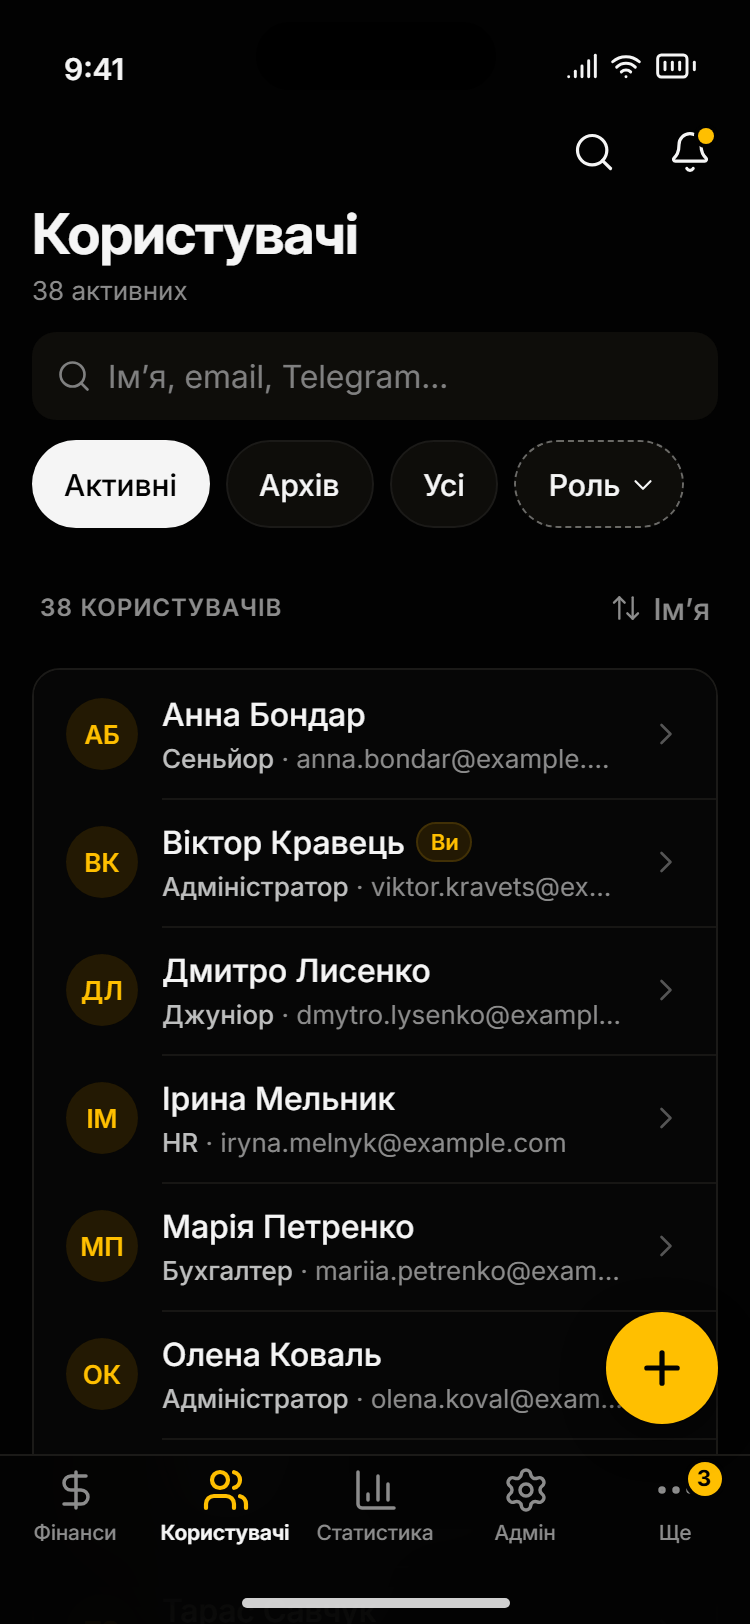 9:41
Користувачі
38 активних
Ім’я, email, Telegram...
Активні
Архів
Усі
Роль
38 КОРИСТУВАЧІВ
Ім’я
АБ
Анна Бондар
Сеньйор · anna.bondar@example....
ВК
Віктор Кравець
Ви
Адміністратор · viktor.kravets@ex...
ДЛ
Дмитро Лисенко
Джуніор · dmytro.lysenko@exampl...
ІМ
Ірина Мельник
HR · iryna.melnyk@example.com
МП
Марія Петренко
Бухгалтер · mariia.petrenko@exam...
ОК
Олена Коваль
Адміністратор · olena.koval@exam...
Фінанси
Користувачі
Статистика
Адмін
3
Ще
Тарас Савчук